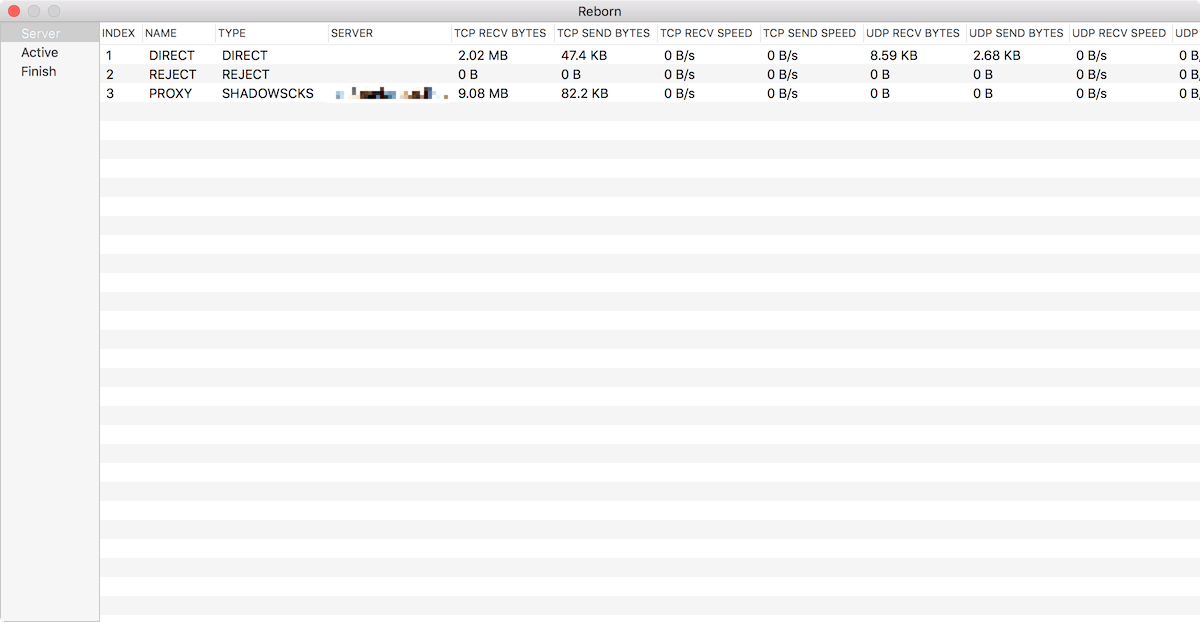 Reborn
Server
Active
Finish
INDEX NAME TYPE SERVER TCP RECV BYTES TCP SEND BYTES TCP RECV SPEED TCP SEND SPEED UDP RECV BYTES UDP SEND BYTES UDP RECV SPEED UDP
1 DIRECT DIRECT 2.02 MB 47.4 KB 0 B/s 0 B/s 8.59 KB 2.68 KB 0 B/s 0 B/
2 REJECT REJECT 0 B 0 B 0 B/s 0 B/s 0 B 0 B 0 B/s 0 B/
3 PROXY SHADOWSCKS 9.08 MB 82.2 KB 0 B/s 0 B/s 0 B 0 B 0 B/s 0 B/